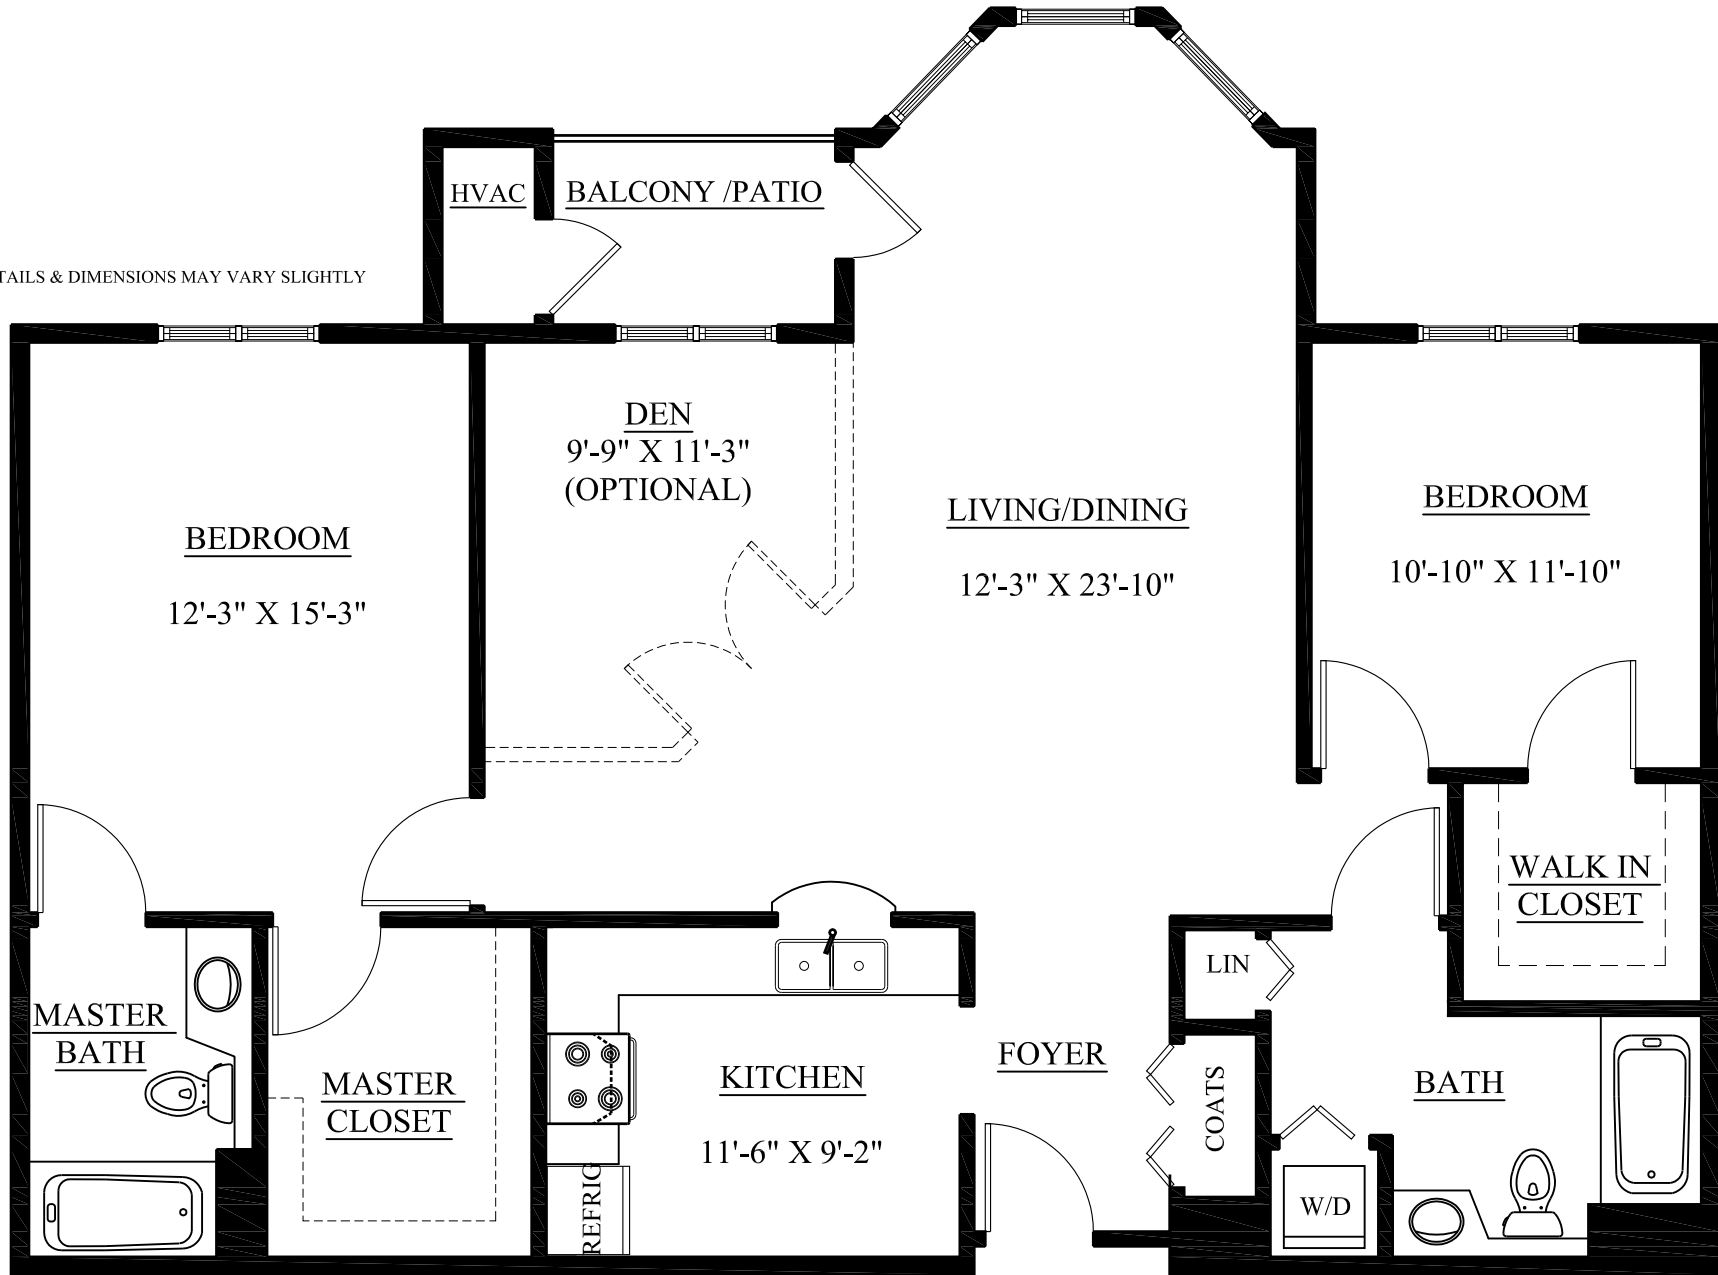 HVAC
BALCONY /PATIO
TAILS & DIMENSIONS MAY VARY SLIGHTLY
DEN
9'-9" X 11'-3"
(OPTIONAL)
BEDROOM
12'-3" X 15'-3"
LIVING/DINING
12'-3" X 23'-10"
BEDROOM
10'-10" X 11'-10"
WALK IN
CLOSET
LIN
MASTER
BATH
MASTER
CLOSET
KITCHEN
11'-6" X 9'-2"
REFRIG
FOYER
COATS
BATH
W/D